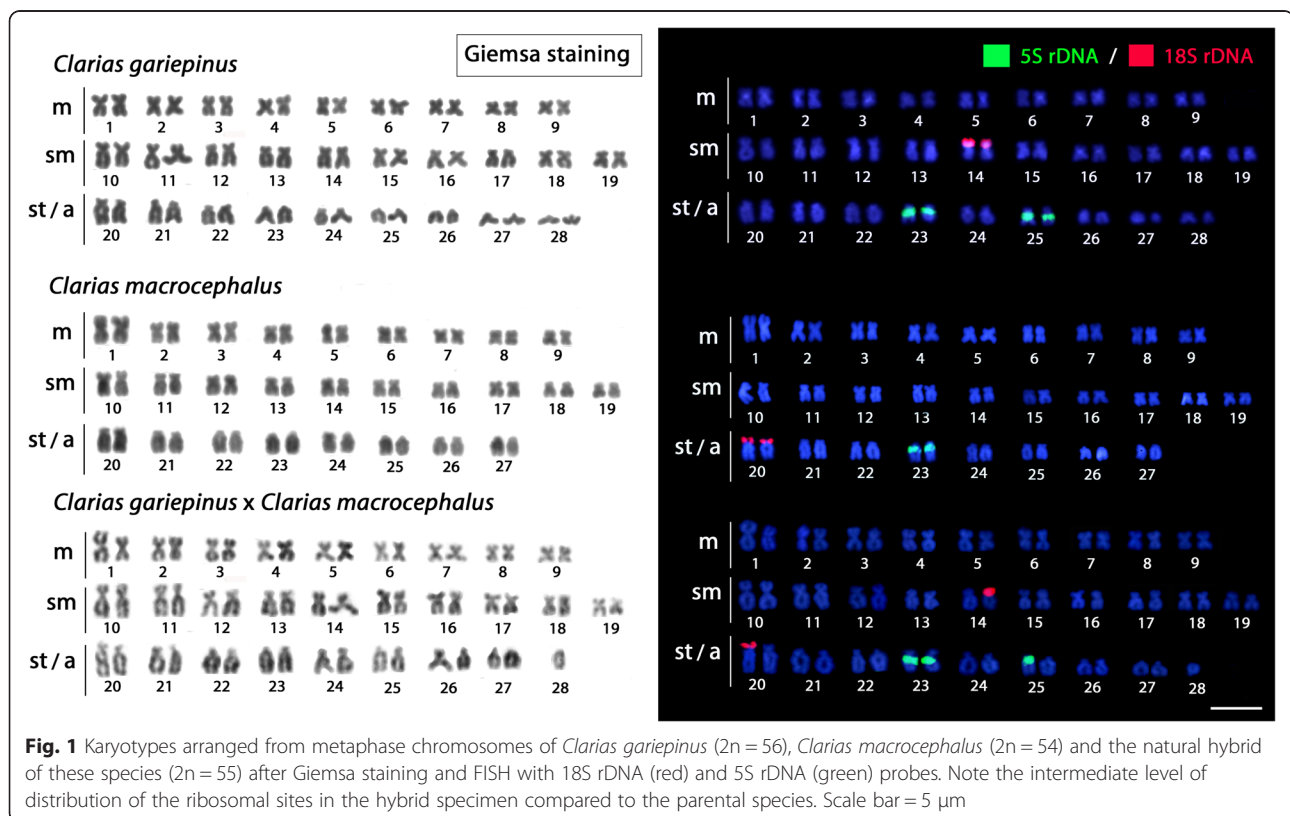 Giemsa staining
5S rDNA / 18S rDNA
Clarias gariepinus
m
1 2 3 4 5 6 7 8 9
sm
10 11 12 13 14 15 16 17 18 19
st / a
20 21 22 23 24 25 26 27 28
Clarias macrocephalus
m
1 2 3 4 5 6 7 8 9
sm
10 11 12 13 14 15 16 17 18 19
st / a
20 21 22 23 24 25 26 27
Clarias gariepinus x Clarias macrocephalus
m
1 2 3 4 5 6 7 8 9
sm
10 11 12 13 14 15 16 17 18 19
st / a
20 21 22 23 24 25 26 27 28
m
1 2 3 4 5 6 7 8 9
sm
10 11 12 13 14 15 16 17 18 19
st / a
20 21 22 23 24 25 26 27 28
m
1 2 3 4 5 6 7 8 9
sm
10 11 12 13 14 15 16 17 18 19
st / a
20 21 22 23 24 25 26 27
m
1 2 3 4 5 6 7 8 9
sm
10 11 12 13 14 15 16 17 18 19
st / a
20 21 22 23 24 25 26 27 28
Fig. 1 Karyotypes arranged from metaphase chromosomes of Clarias gariepinus (2n = 56), Clarias macrocephalus (2n = 54) and the natural hybrid
of these species (2n = 55) after Giemsa staining and FISH with 18S rDNA (red) and 5S rDNA (green) probes. Note the intermediate level of
distribution of the ribosomal sites in the hybrid specimen compared to the parental species. Scale bar = 5 μm